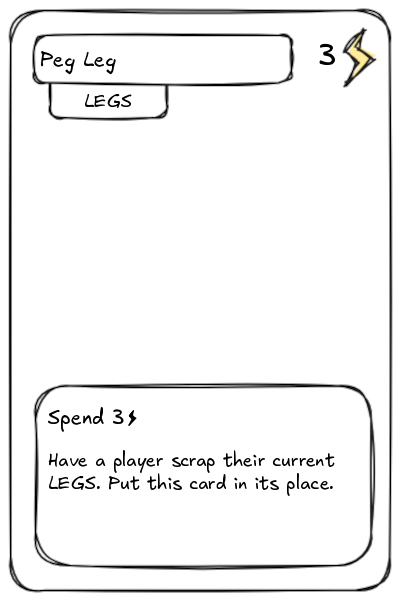 Peg Leg
3
LEGS
Spend 3
Have a player scrap their current
LEGS. Put this card in its place.